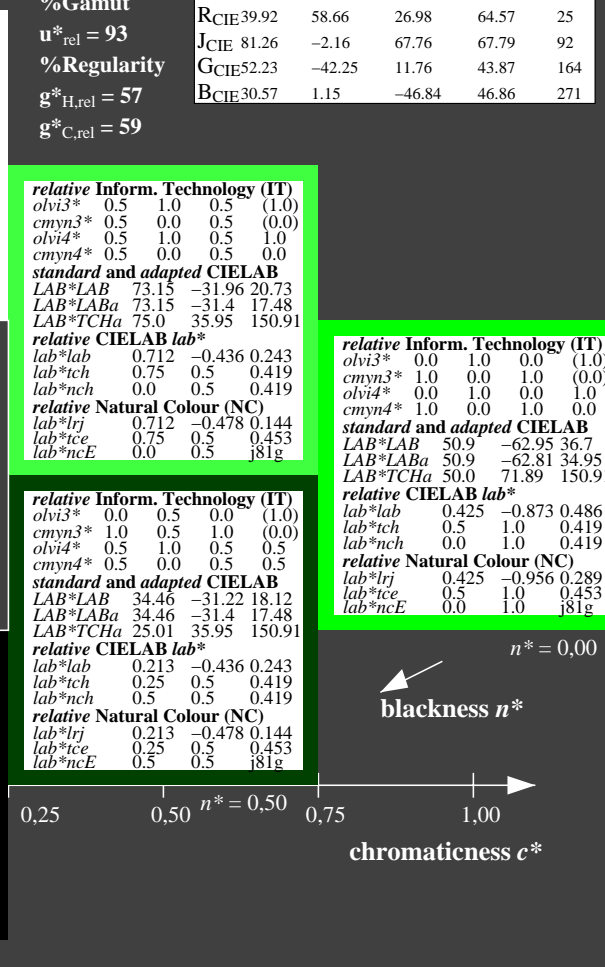 %Gamut
u*rel = 93
%Regularity
g*H,rel = 57
g*C,rel = 59
RCIE 39.92 58.66 26.98 64.57 25
JCIE 81.26 −2.16 67.76 67.79 92
GCIE 52.23 −42.25 11.76 43.87 164
BCIE 30.57 1.15 −46.84 46.86 271
relative Inform. Technology (IT)
olvi3* 0.5 1.0 0.5 (1.0)
cmyn3* 0.5 0.0 0.5 (0.0)
olvi4* 0.5 1.0 0.5 1.0
cmyn4* 0.5 0.0 0.5 0.0
standard and adapted CIELAB
LAB*LAB 73.15 −31.96 20.73
LAB*LABa 73.15 −31.4 17.48
LAB*TCHa 75.0 35.95 150.91
relative CIELAB lab*
lab*lab 0.712 −0.436 0.243
lab*tch 0.75 0.5 0.419
lab*nch 0.0 0.5 0.419
relative Natural Colour (NC)
lab*lrj 0.712 −0.478 0.144
lab*tce 0.75 0.5 0.453
lab*ncE 0.0 0.5 j81g
relative Inform. Technology (IT)
olvi3* 0.0 1.0 0.0 (1.0)
cmyn3* 1.0 0.0 1.0 (0.0)
olvi4* 0.0 1.0 0.0 1.0
cmyn4* 1.0 0.0 1.0 0.0
standard and adapted CIELAB
LAB*LAB 50.9 −62.95 36.7
LAB*LABa 50.9 −62.81 34.95
LAB*TCHa 50.0 71.89 150.9
relative CIELAB lab*
lab*lab 0.425 −0.873 0.486
lab*tch 0.5 1.0 0.419
lab*nch 0.0 1.0 0.419
relative Natural Colour (NC)
lab*lrj 0.425 −0.956 0.289
lab*tce 0.5 1.0 0.453
lab*ncE 0.0 1.0 j81g
relative Inform. Technology (IT)
olvi3* 0.0 0.5 0.0 (1.0)
cmyn3* 1.0 0.5 1.0 (0.0)
olvi4* 0.5 1.0 0.5 0.5
cmyn4* 0.5 0.0 0.5 0.5
standard and adapted CIELAB
LAB*LAB 34.46 −31.22 18.12
LAB*LABa 34.46 −31.4 17.48
LAB*TCHa 25.01 35.95 150.91
relative CIELAB lab*
lab*lab 0.213 −0.436 0.243
lab*tch 0.25 0.5 0.419
lab*nch 0.5 0.5 0.419
relative Natural Colour (NC)
lab*lrj 0.213 −0.478 0.144
lab*tce 0.25 0.5 0.453
lab*ncE 0.5 0.5 j81g
n* = 0,00
blackness n*
n* = 0,50
0,25 0,50 0,75 1,00
chromaticness c*